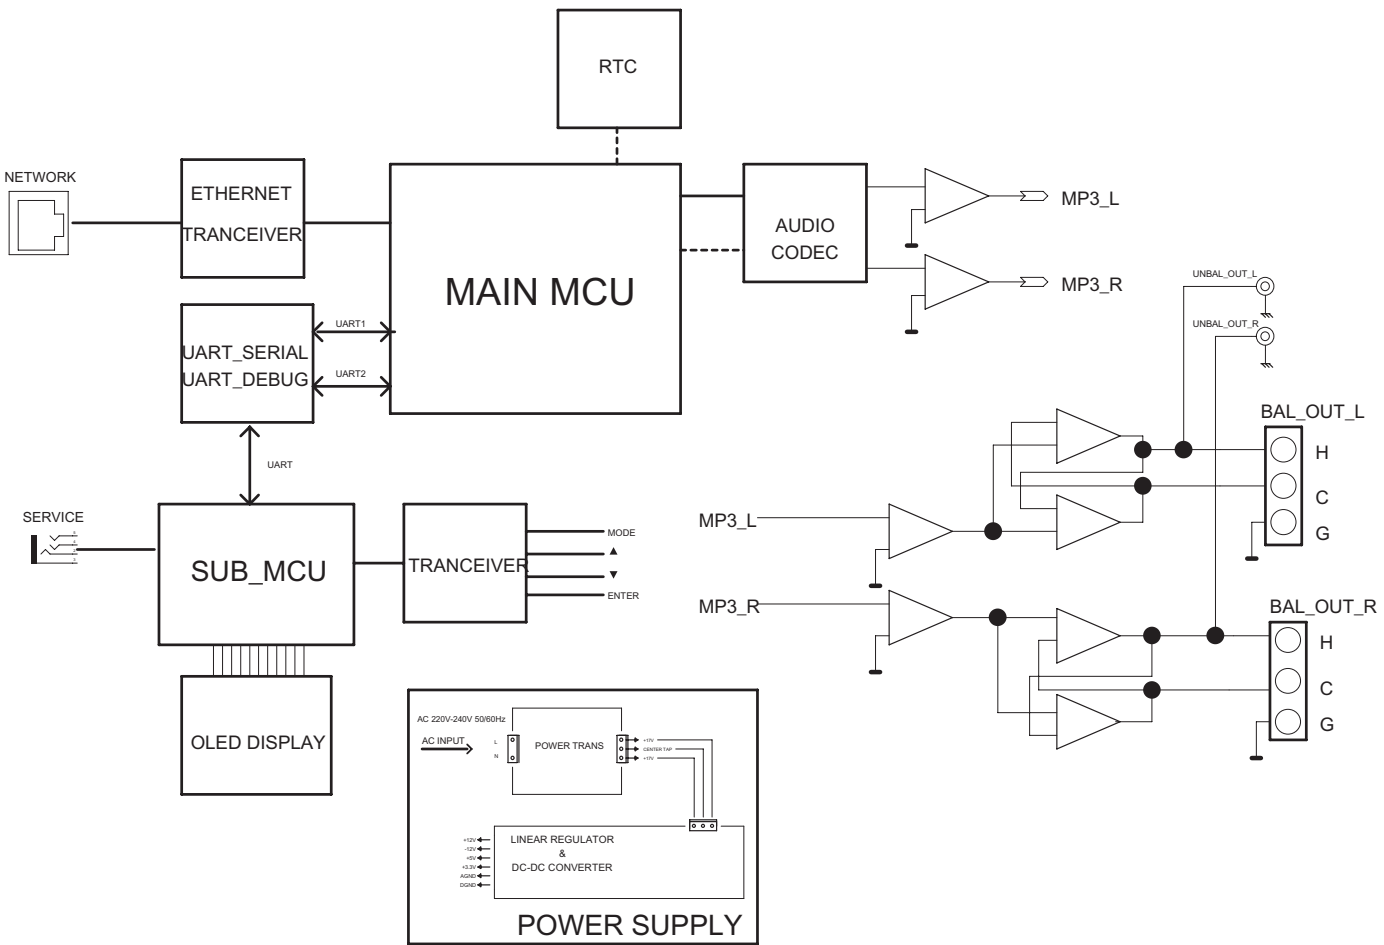 RTC
NETWORK
ETHERNET
TRANCEIVER
MAIN MCU
AUDIO
CODEC
MP3_L
MP3_R
UART_SERIAL
UART_DEBUG
UART1
UART2
UART
SERVICE
SUB_MCU
TRANCEIVER
MODE
▲
▼
ENTER
OLED DISPLAY
UNBAL_OUT_L
UNBAL_OUT_R
BAL_OUT_L
H
C
G
MP3_L
MP3_R
BAL_OUT_R
H
C
G
AC 220V-240V 50/60Hz
AC INPUT
L
N
POWER TRANS
+17V
CENTER TAP
+17V
+12V
-12V
+5V
+3.3V
AGND
DGND
LINEAR REGULATOR
&
DC-DC CONVERTER
POWER SUPPLY